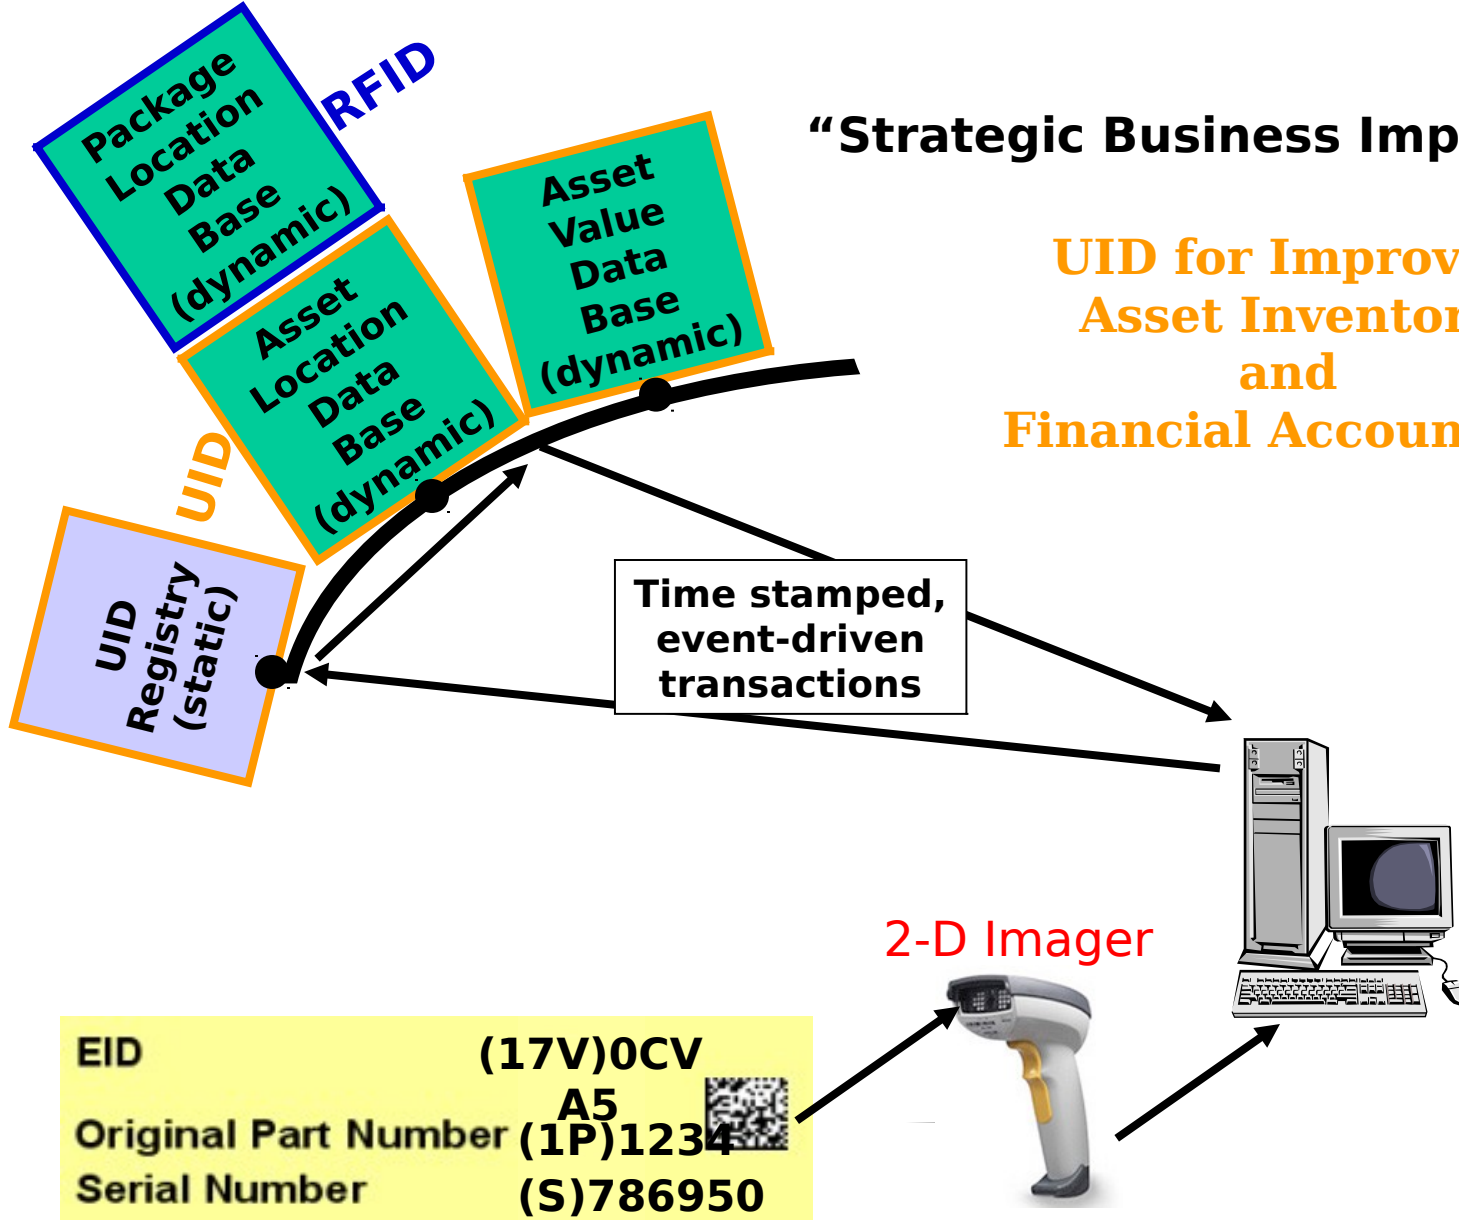 RFID
Package
Location
Data
Base
(dynamic)
“Strategic Business Imp
Asset
Value
Data
Base
(dynamic)
UID for Improv
Asset Inventor
and
Financial Accoun
Asset
Location
Data
Base
(dynamic)
UID
UID
Registry
(static)
Time stamped,
event-driven
transactions
2-D Imager
EID (17V)0CV
A5
Original Part Number (1P)1234
Serial Number (S)786950